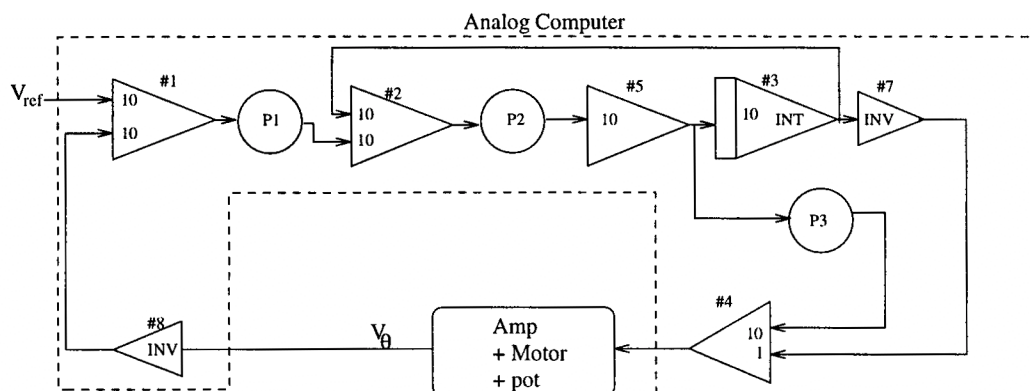 Analog Computer
#1
#2
#5
#3
#7
V_ref
10
10
P1
10
10
P2
10
10
INT
INV
P3
#4
10
1
#8
INV
V_θ
Amp
+ Motor
+ pot